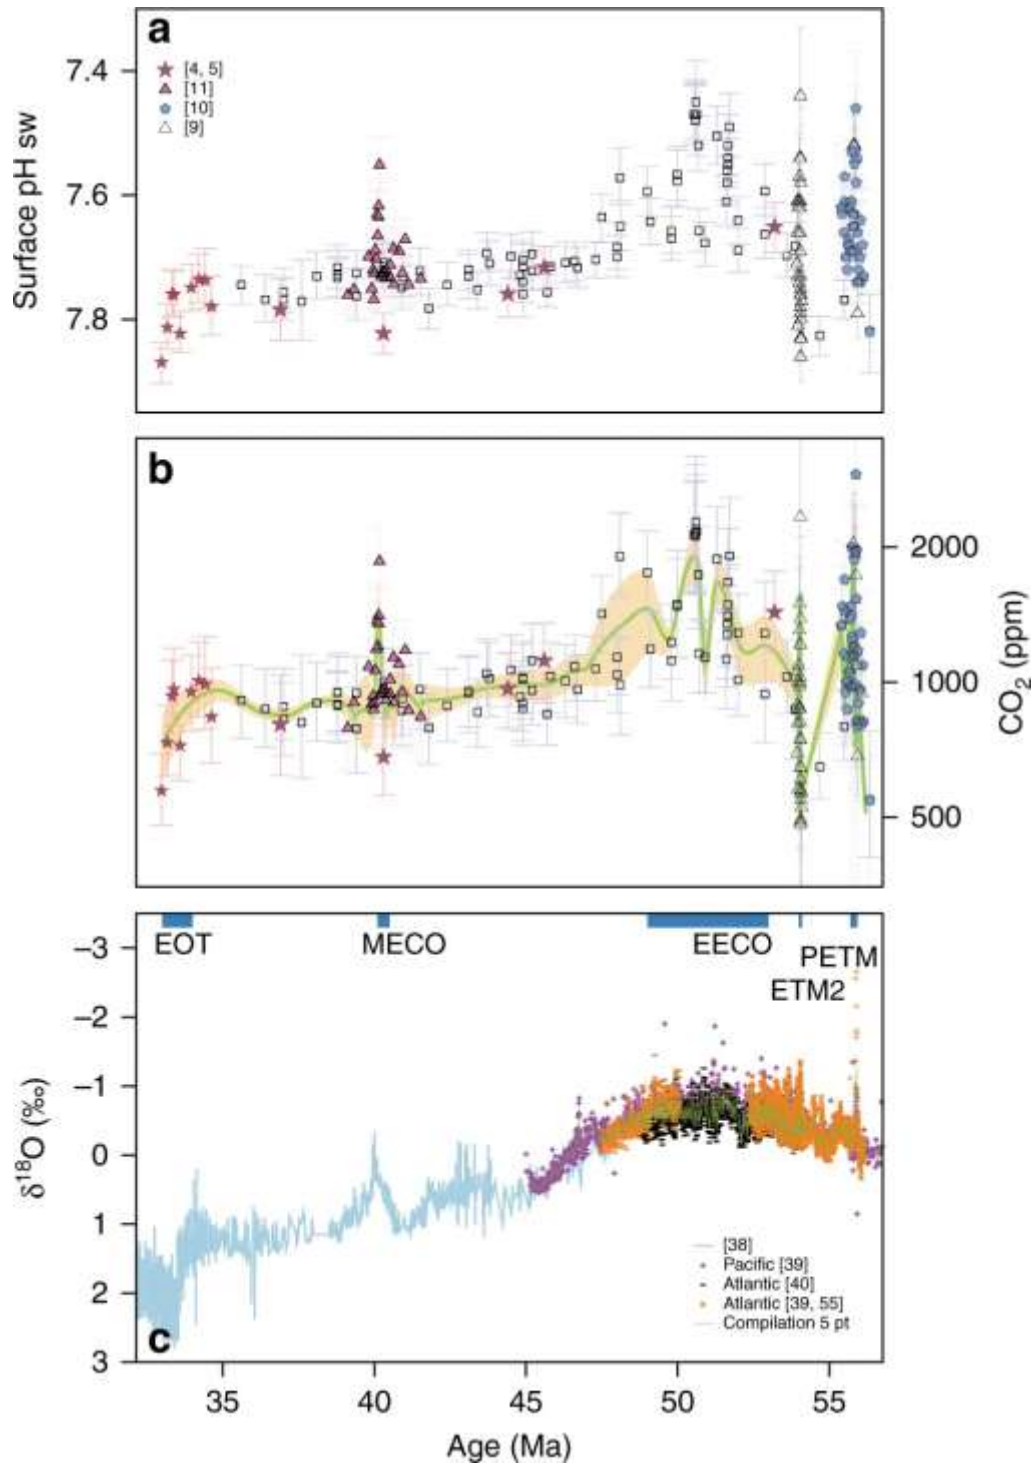 a
[4, 5]
[11]
[10]
[9]
7.4
7.6
7.8
Surface pH sw
b
2000
1000
500
CO₂ (ppm)
EOT
MECO
EECO
PETM
ETM2
–3
–2
–1
0
1
2
3
δ¹⁸O (‰)
[38]
Pacific [39]
Atlantic [40]
Atlantic [39, 55]
Compilation 5 pt
c
35
40
45
50
55
Age (Ma)